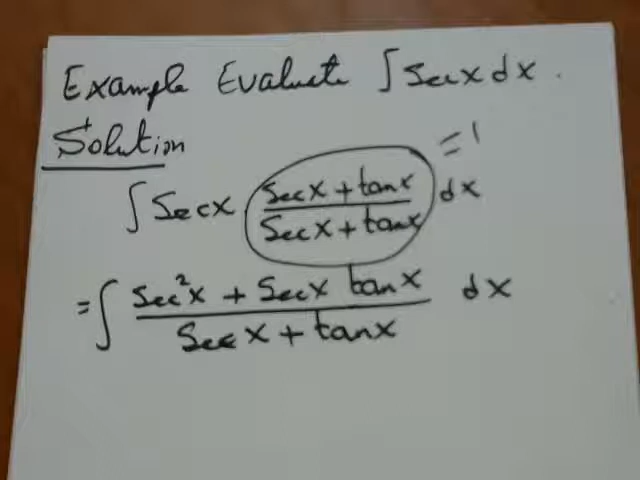 Example Evaluate ∫ Secx dx.
Solution
∫ Secx (Secx + tanx)/(Secx + tanx) dx = 1
= ∫ (Sec²x + Secx tanx)/(Secx + tanx) dx